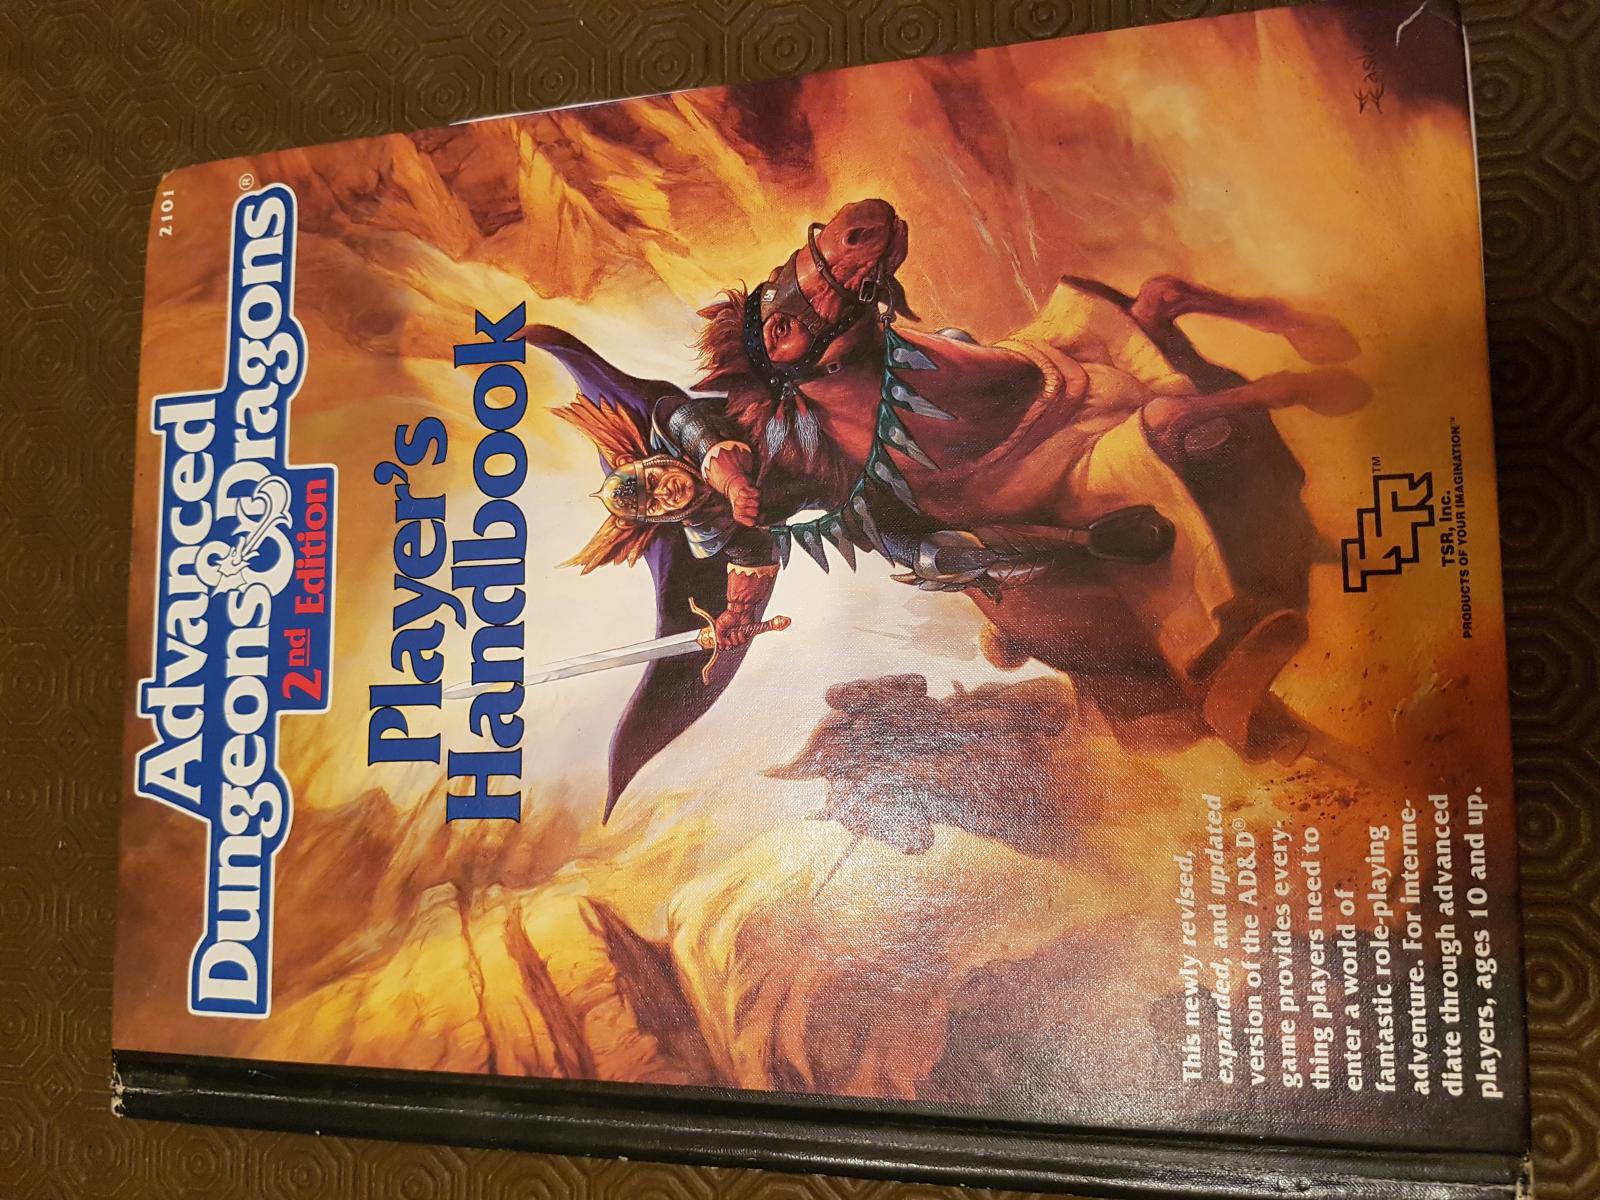 2101
Advanced
Dungeons & Dragons®
2nd Edition
Player's
Handbook
This newly revised,
expanded, and updated
version of the AD&D®
game provides every-
thing players need to
enter a world of
fantastic role-playing
adventure. For interme-
diate through advanced
players, ages 10 and up.
TSR™
TSR, Inc.
PRODUCTS OF YOUR IMAGINATION™
Easley